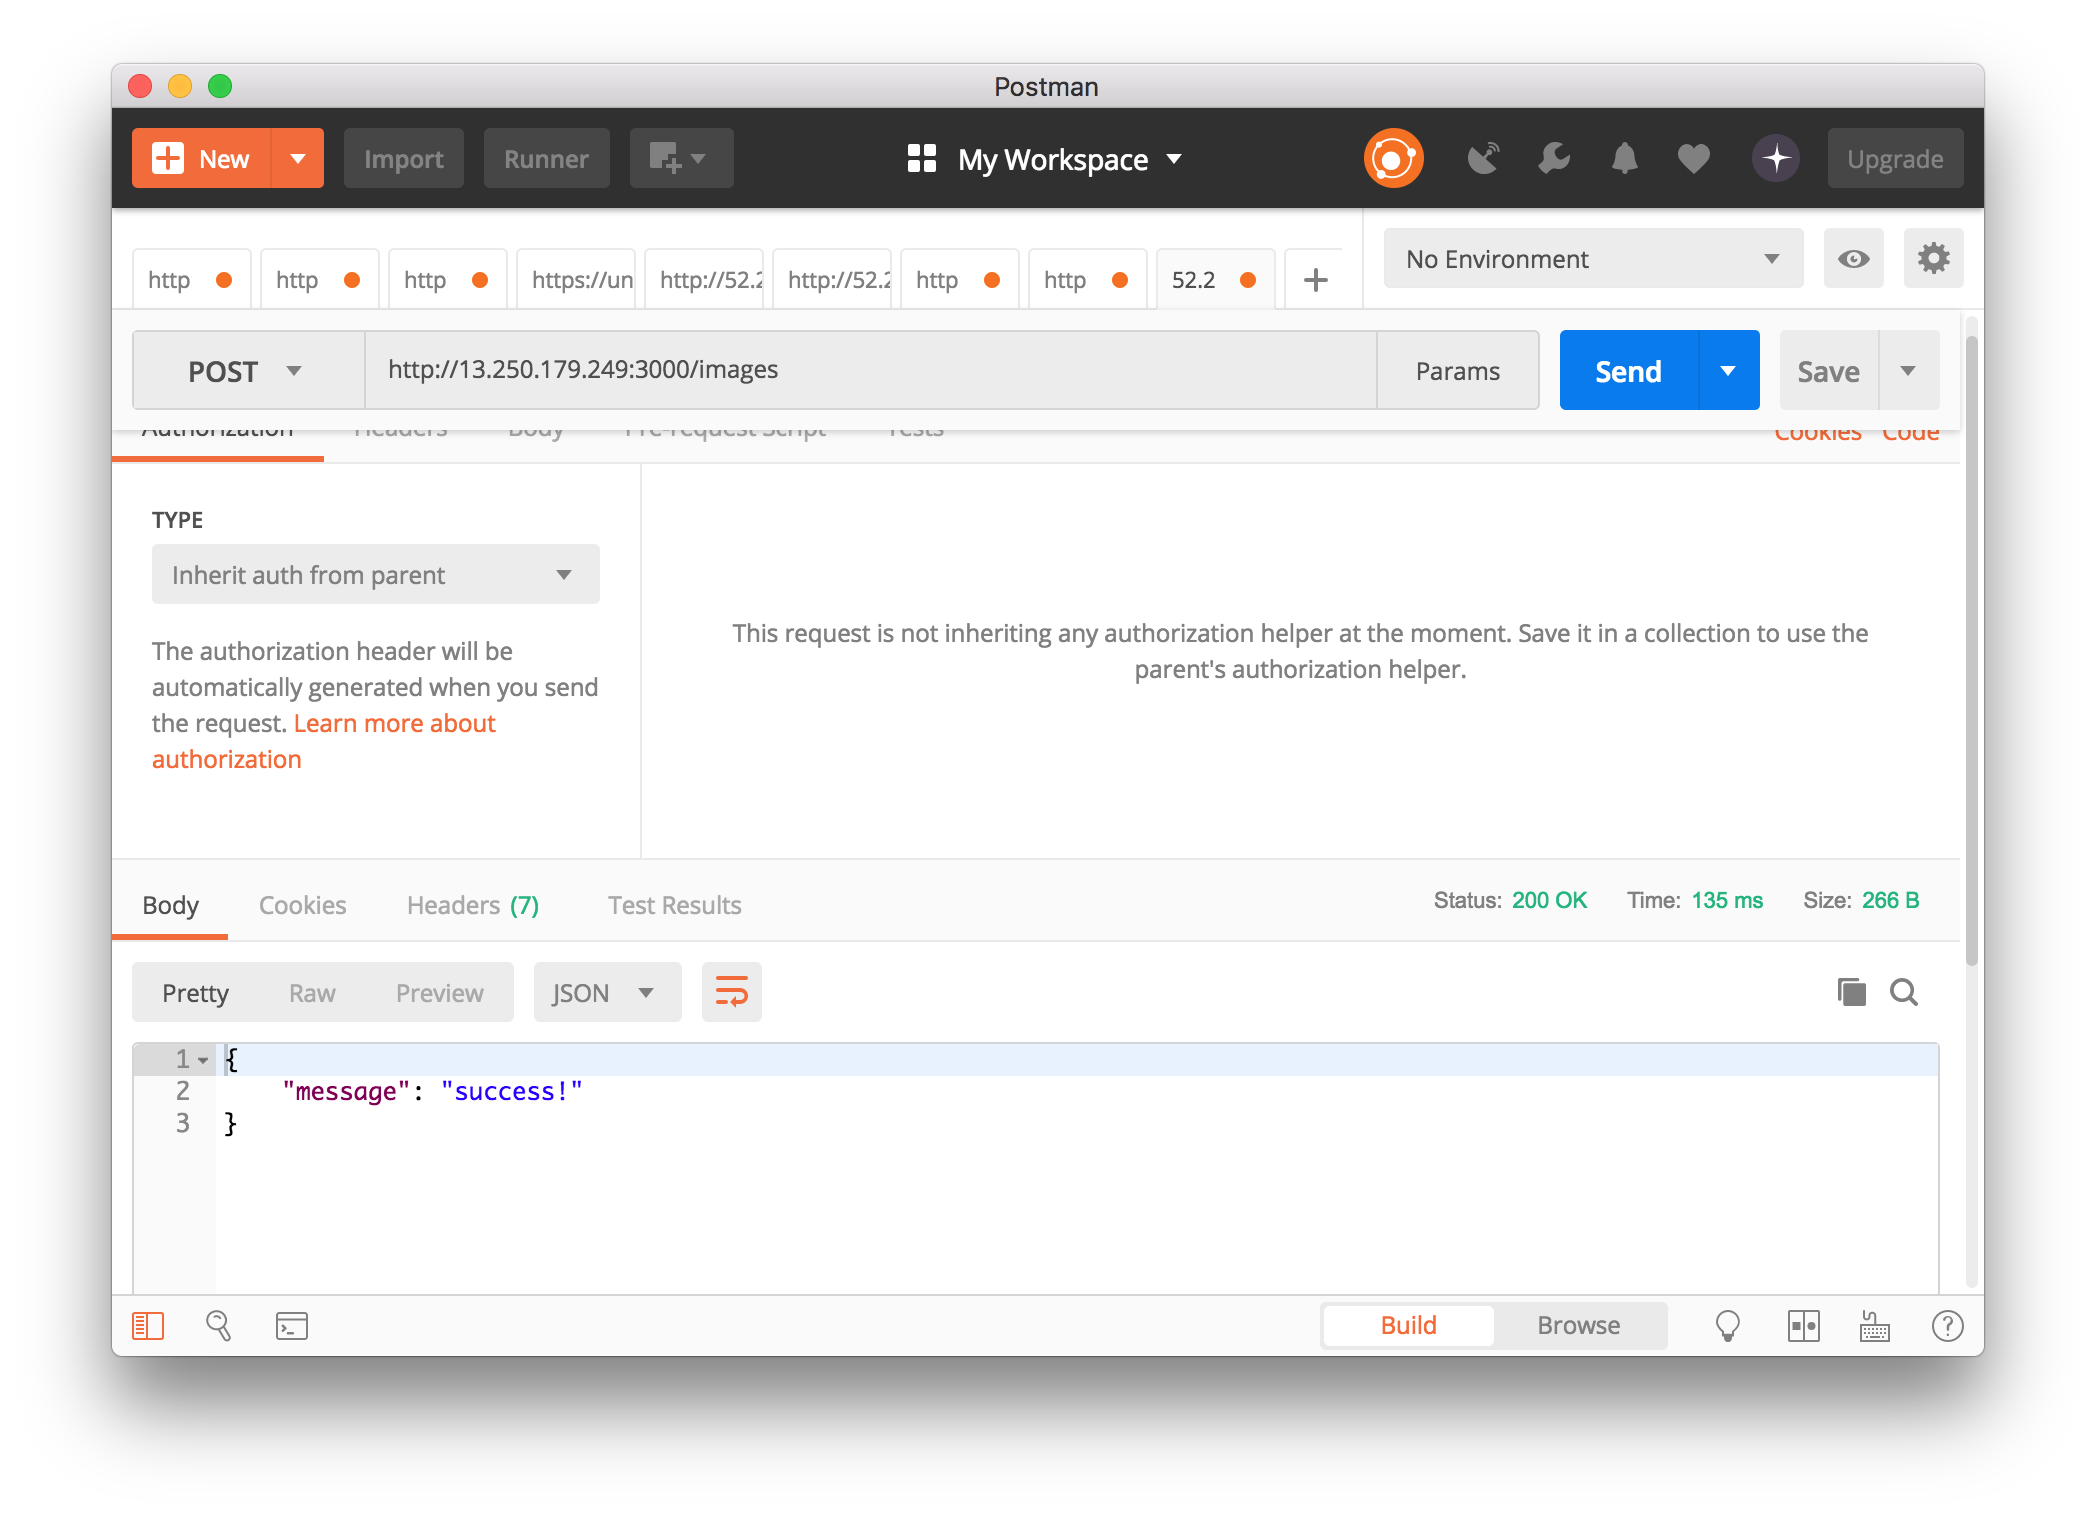 Postman
New Import Runner My Workspace Upgrade
http http http https://un http://52.2 http://52.2 http http 52.2 No Environment
POST http://13.250.179.249:3000/images Params Send Save
Authorization Headers Body Pre-request Script Tests Cookies Code
TYPE
Inherit auth from parent
The authorization header will be
automatically generated when you send
the request. Learn more about
authorization
This request is not inheriting any authorization helper at the moment. Save it in a collection to use the
parent's authorization helper.
Body Cookies Headers (7) Test Results Status: 200 OK Time: 135 ms Size: 266 B
Pretty Raw Preview JSON
1 {
2 "message": "success!"
3 }
Build Browse